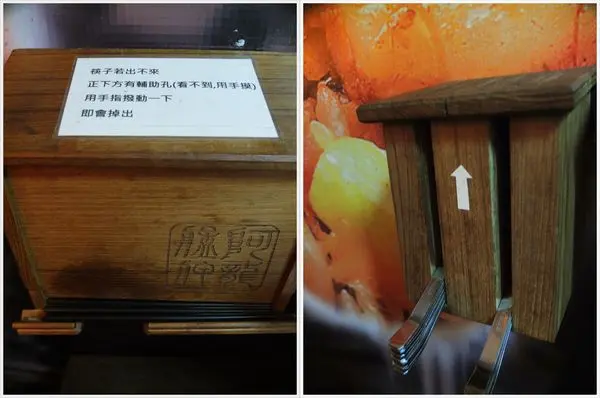 筷子若出不來
正下方有輔助孔(看不到,用手摸)
用手指撥動一下
即會掉出